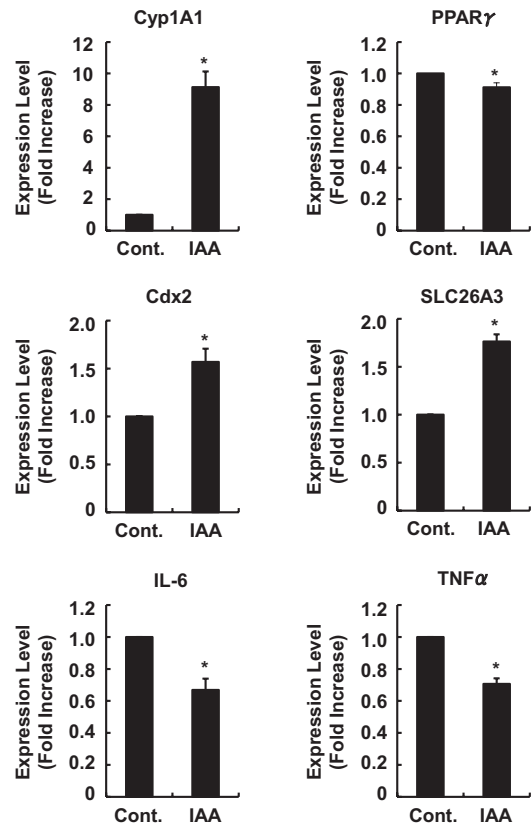 Cyp1A1
Expression Level
(Fold Increase)
12
10
8
6
4
2
0
*
Cont. IAA
PPARγ
Expression Level
(Fold Increase)
1.2
1.0
0.8
0.6
0.4
0.2
0
*
Cont. IAA
Cdx2
Expression Level
(Fold Increase)
2.0
1.5
1.0
0.5
0
*
Cont. IAA
SLC26A3
Expression Level
(Fold Increase)
2.0
1.5
1.0
0.5
0
*
Cont. IAA
IL-6
Expression Level
(Fold Increase)
1.2
1.0
0.8
0.6
0.4
0.2
0
*
Cont. IAA
TNFα
Expression Level
(Fold Increase)
1.2
1.0
0.8
0.6
0.4
0.2
0
*
Cont. IAA